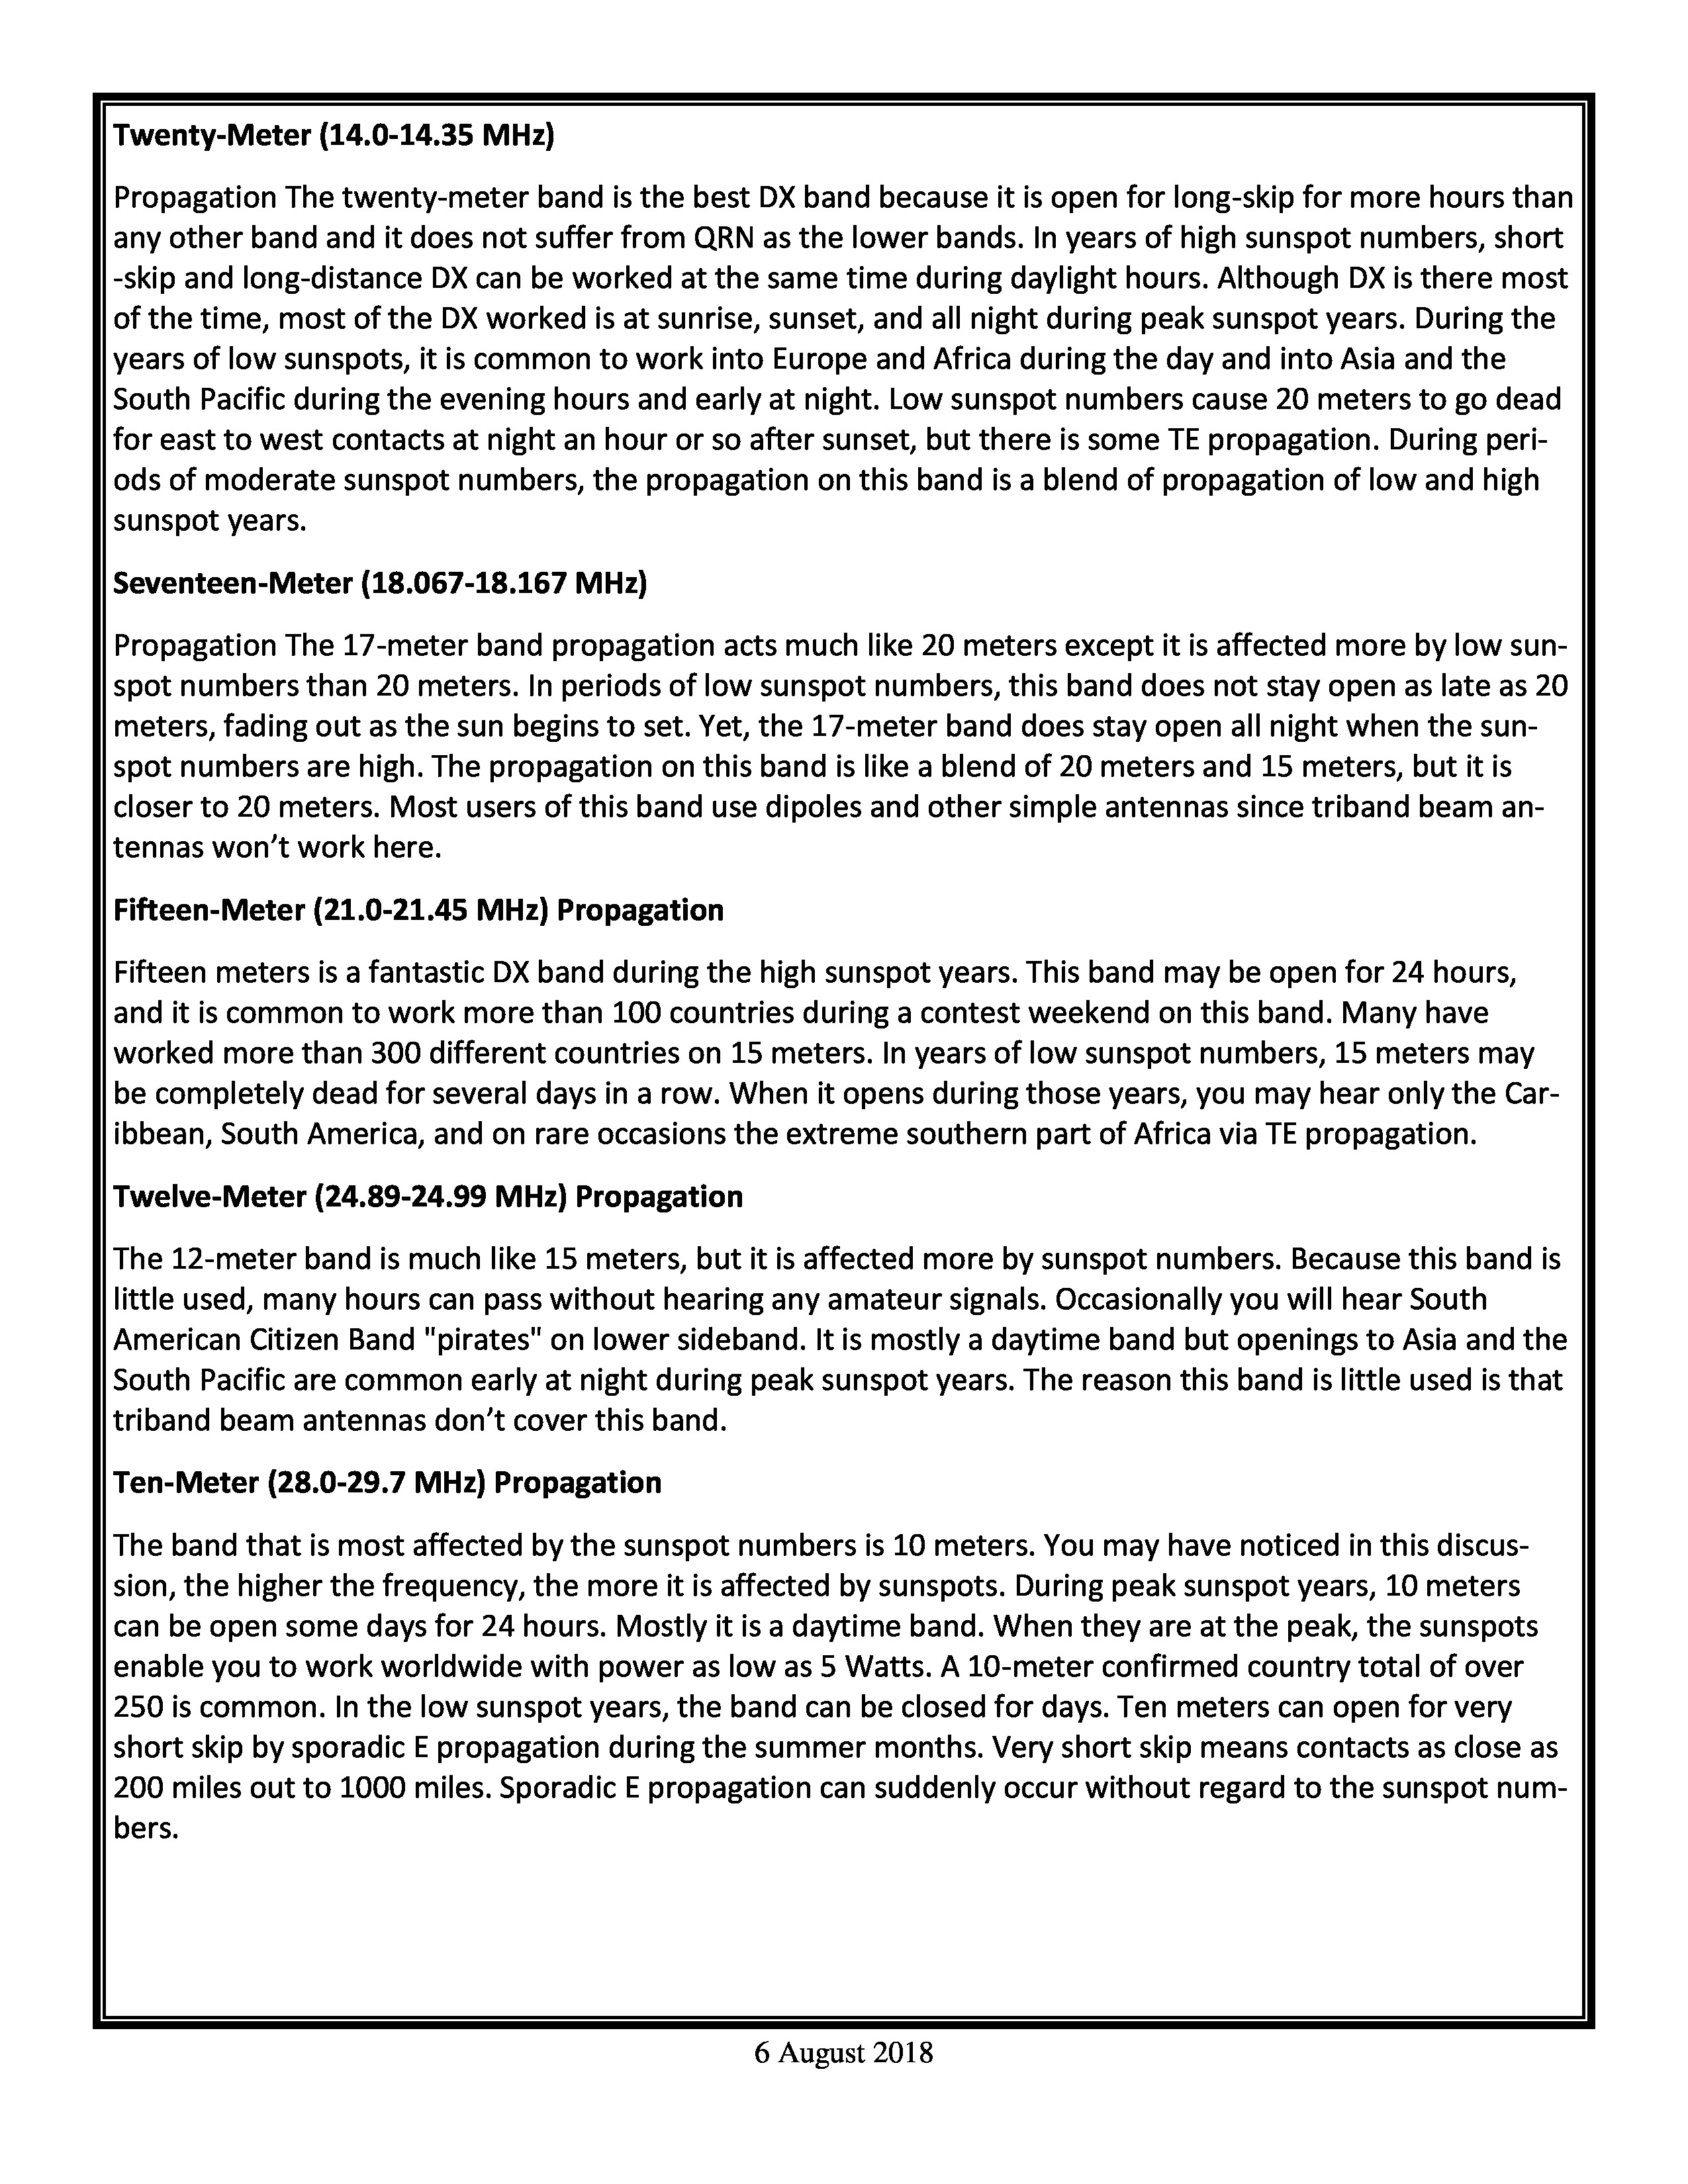 Twenty-Meter (14.0-14.35 MHz)
Propagation The twenty-meter band is the best DX band because it is open for long-skip for more hours than
any other band and it does not suffer from QRN as the lower bands. In years of high sunspot numbers, short
-skip and long-distance DX can be worked at the same time during daylight hours. Although DX is there most
of the time, most of the DX worked is at sunrise, sunset, and all night during peak sunspot years. During the
years of low sunspots, it is common to work into Europe and Africa during the day and into Asia and the
South Pacific during the evening hours and early at night. Low sunspot numbers cause 20 meters to go dead
for east to west contacts at night an hour or so after sunset, but there is some TE propagation. During peri-
ods of moderate sunspot numbers, the propagation on this band is a blend of propagation of low and high
sunspot years.
Seventeen-Meter (18.067-18.167 MHz)
Propagation The 17-meter band propagation acts much like 20 meters except it is affected more by low sun-
spot numbers than 20 meters. In periods of low sunspot numbers, this band does not stay open as late as 20
meters, fading out as the sun begins to set. Yet, the 17-meter band does stay open all night when the sun-
spot numbers are high. The propagation on this band is like a blend of 20 meters and 15 meters, but it is
closer to 20 meters. Most users of this band use dipoles and other simple antennas since triband beam an-
tennas won’t work here.
Fifteen-Meter (21.0-21.45 MHz) Propagation
Fifteen meters is a fantastic DX band during the high sunspot years. This band may be open for 24 hours,
and it is common to work more than 100 countries during a contest weekend on this band. Many have
worked more than 300 different countries on 15 meters. In years of low sunspot numbers, 15 meters may
be completely dead for several days in a row. When it opens during those years, you may hear only the Car-
ibbean, South America, and on rare occasions the extreme southern part of Africa via TE propagation.
Twelve-Meter (24.89-24.99 MHz) Propagation
The 12-meter band is much like 15 meters, but it is affected more by sunspot numbers. Because this band is
little used, many hours can pass without hearing any amateur signals. Occasionally you will hear South
American Citizen Band "pirates" on lower sideband. It is mostly a daytime band but openings to Asia and the
South Pacific are common early at night during peak sunspot years. The reason this band is little used is that
triband beam antennas don’t cover this band.
Ten-Meter (28.0-29.7 MHz) Propagation
The band that is most affected by the sunspot numbers is 10 meters. You may have noticed in this discus-
sion, the higher the frequency, the more it is affected by sunspots. During peak sunspot years, 10 meters
can be open some days for 24 hours. Mostly it is a daytime band. When they are at the peak, the sunspots
enable you to work worldwide with power as low as 5 Watts. A 10-meter confirmed country total of over
250 is common. In the low sunspot years, the band can be closed for days. Ten meters can open for very
short skip by sporadic E propagation during the summer months. Very short skip means contacts as close as
200 miles out to 1000 miles. Sporadic E propagation can suddenly occur without regard to the sunspot num-
bers.
6 August 2018